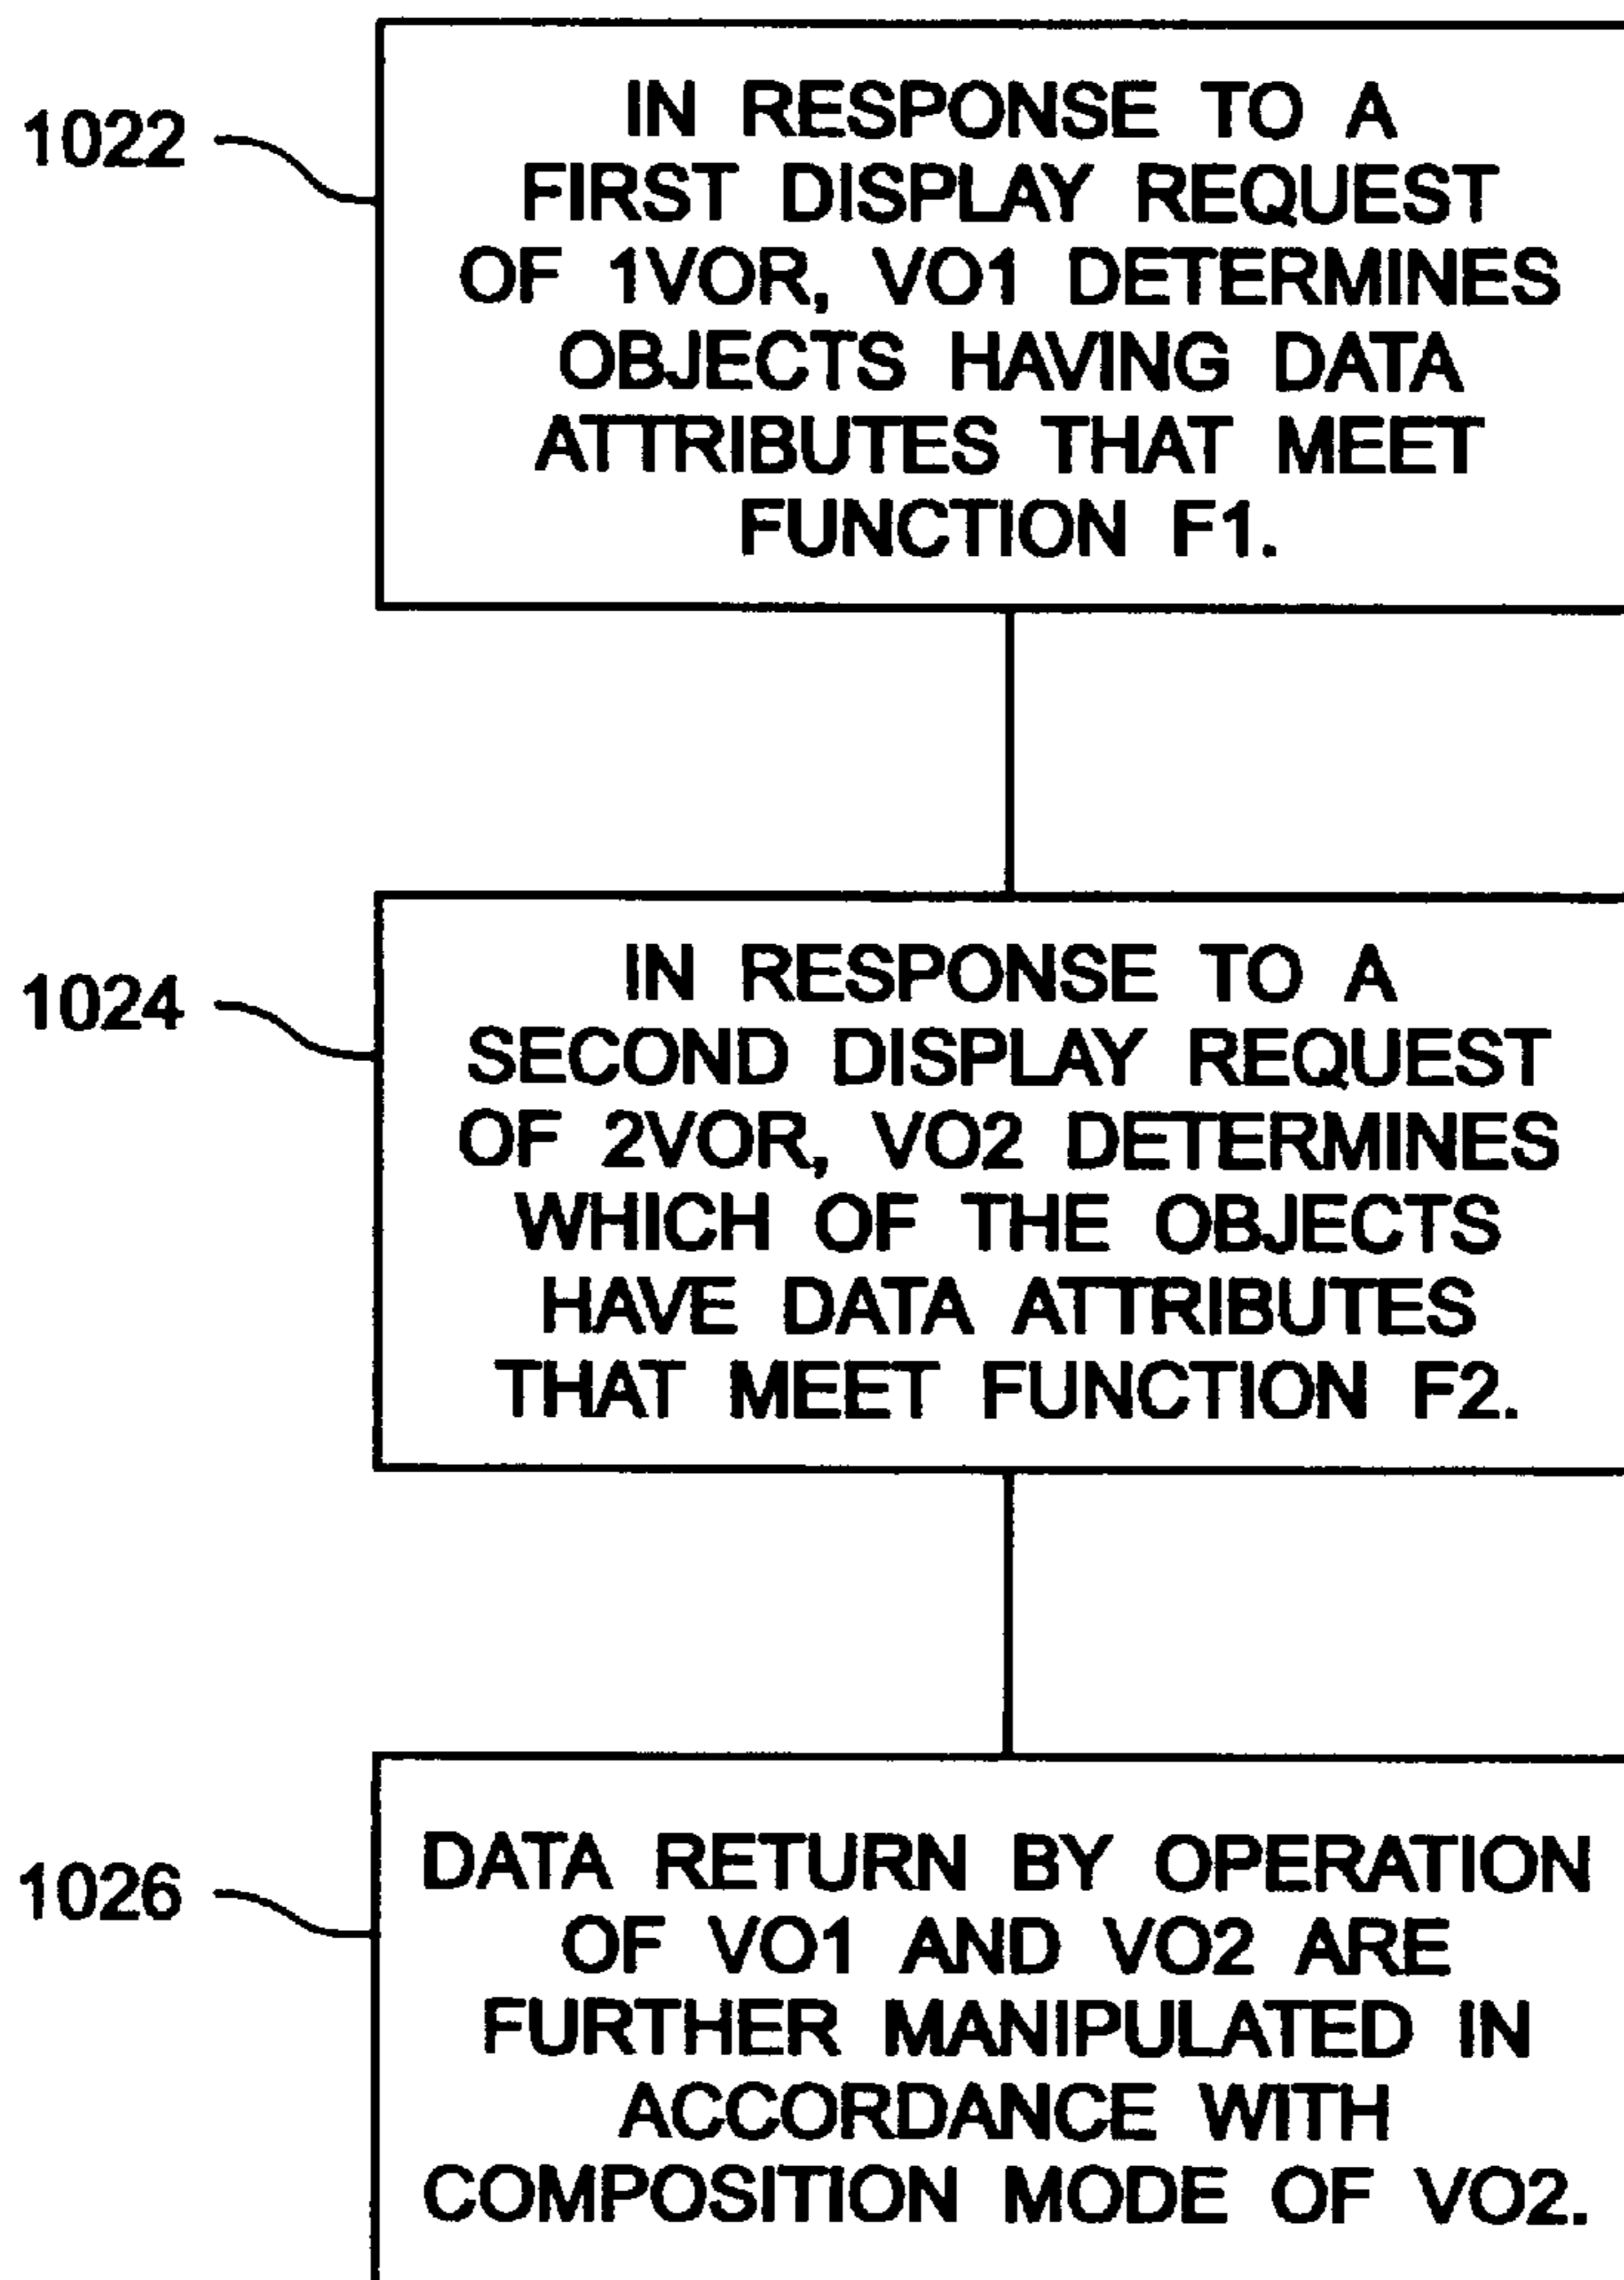 1022
IN RESPONSE TO A
FIRST DISPLAY REQUEST
OF 1VOR, VO1 DETERMINES
OBJECTS HAVING DATA
ATTRIBUTES THAT MEET
FUNCTION F1.
1024
IN RESPONSE TO A
SECOND DISPLAY REQUEST
OF 2VOR, VO2 DETERMINES
WHICH OF THE OBJECTS
HAVE DATA ATTRIBUTES
THAT MEET FUNCTION F2.
1026
DATA RETURN BY OPERATION
OF VO1 AND VO2 ARE
FURTHER MANIPULATED IN
ACCORDANCE WITH
COMPOSITION MODE OF VO2.